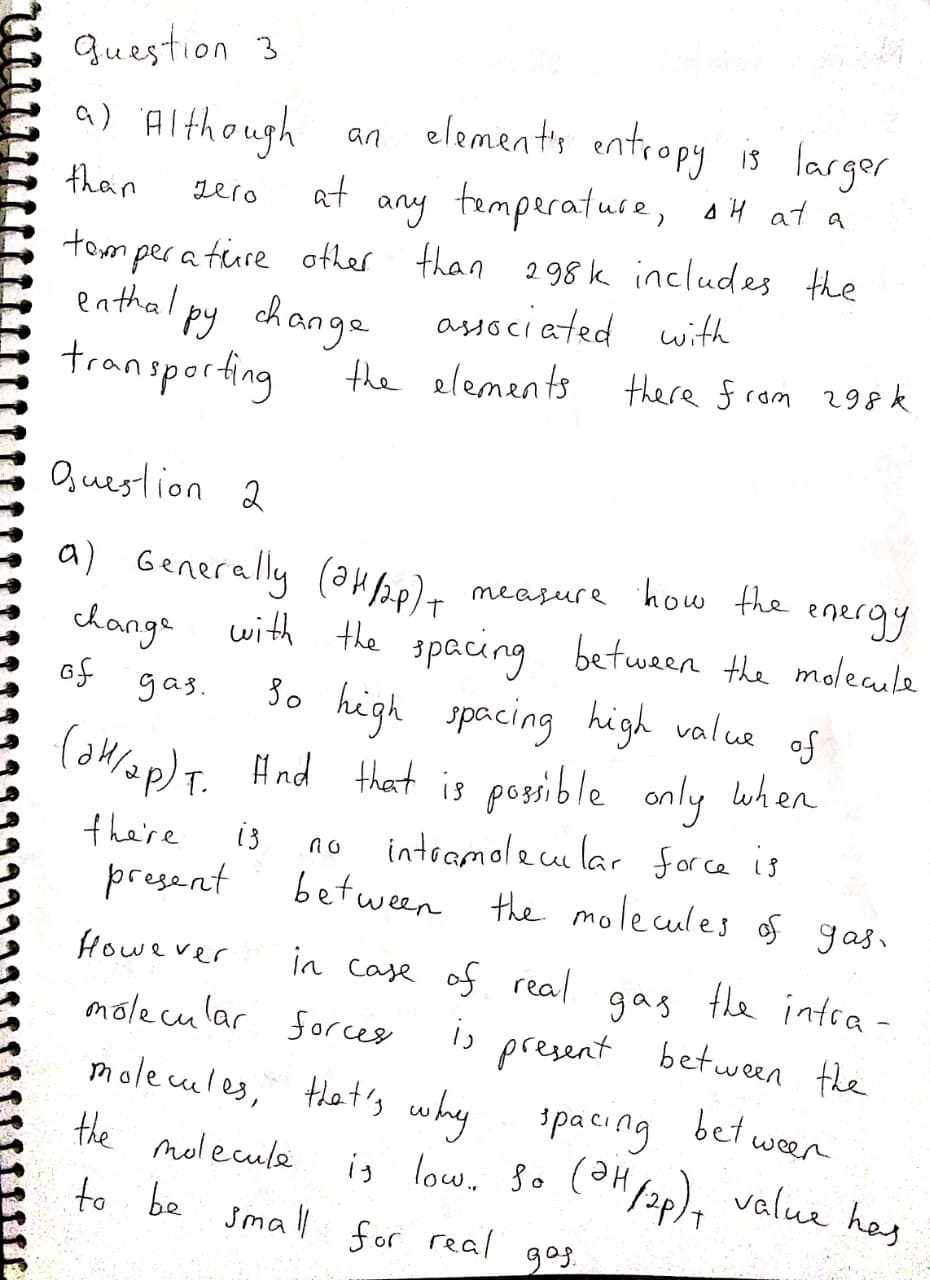 Question 3
a) Although an element's entropy is larger
than zero at any temperature, ΔH at a
temperature other than 298k includes the
enthalpy change associated with
transporting the elements there from 298k
Question 2
a) Generally (∂H/∂p)T measure how the energy
change with the spacing between the molecule
of gas. So high spacing high value of
(∂H/∂p)T. And that is possible only when
there is no intramolecular force is
present between the molecules of gas.
However in case of real gas the intra-
molecular forces is present between the
molecules, that's why spacing between
the molecule is low. So (∂H/∂p)T value has
to be small for real gas.